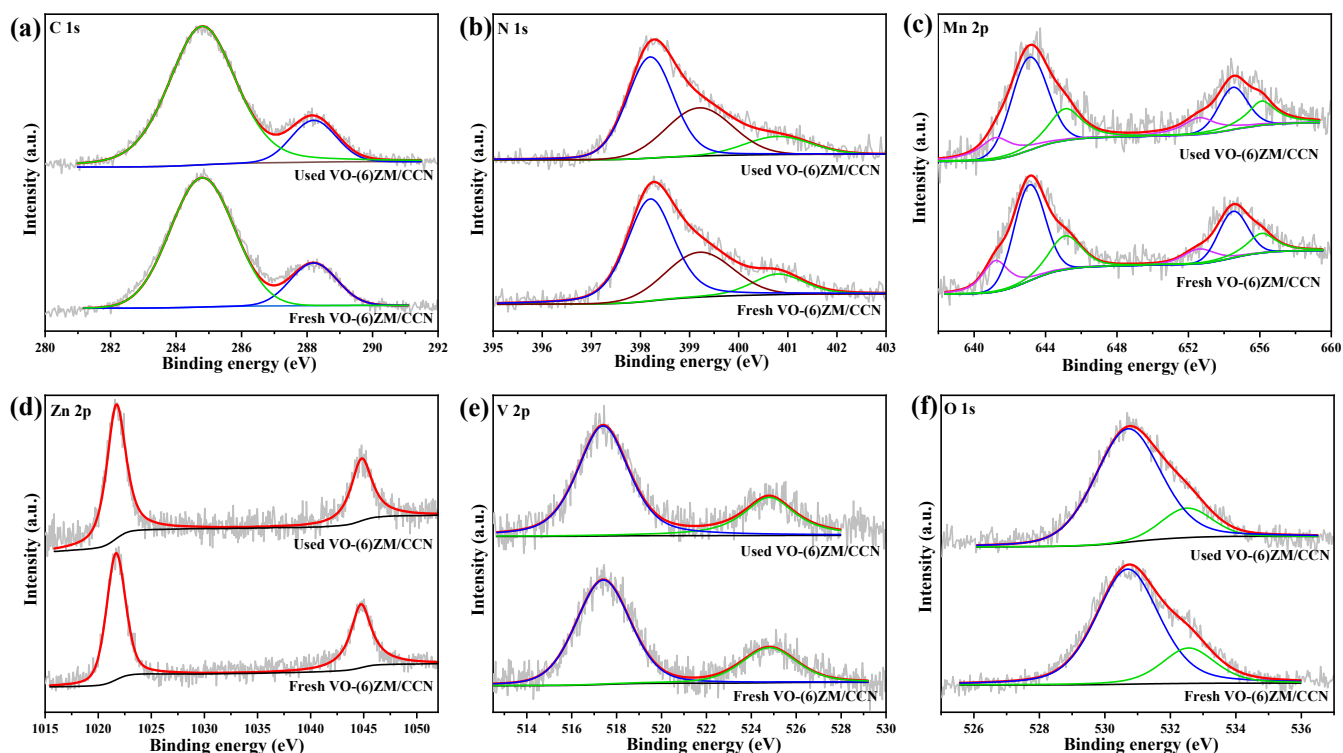 (a) C 1s
Intensity (a.u.)
Used VO-(6)ZM/CCN
Fresh VO-(6)ZM/CCN
280 282 284 286 288 290 292
Binding energy (eV)
(b) N 1s
Intensity (a.u.)
Used VO-(6)ZM/CCN
Fresh VO-(6)ZM/CCN
395 396 397 398 399 400 401 402 403
Binding energy (eV)
(c) Mn 2p
Intensity (a.u.)
Used VO-(6)ZM/CCN
Fresh VO-(6)ZM/CCN
640 644 648 652 656 660
Binding energy (eV)
(d) Zn 2p
Intensity (a.u.)
Used VO-(6)ZM/CCN
Fresh VO-(6)ZM/CCN
1015 1020 1025 1030 1035 1040 1045 1050
Binding energy (eV)
(e) V 2p
Intensity (a.u.)
Used VO-(6)ZM/CCN
Fresh VO-(6)ZM/CCN
514 516 518 520 522 524 526 528 530
Binding energy (eV)
(f) O 1s
Intensity (a.u.)
Used VO-(6)ZM/CCN
Fresh VO-(6)ZM/CCN
526 528 530 532 534 536
Binding energy (eV)